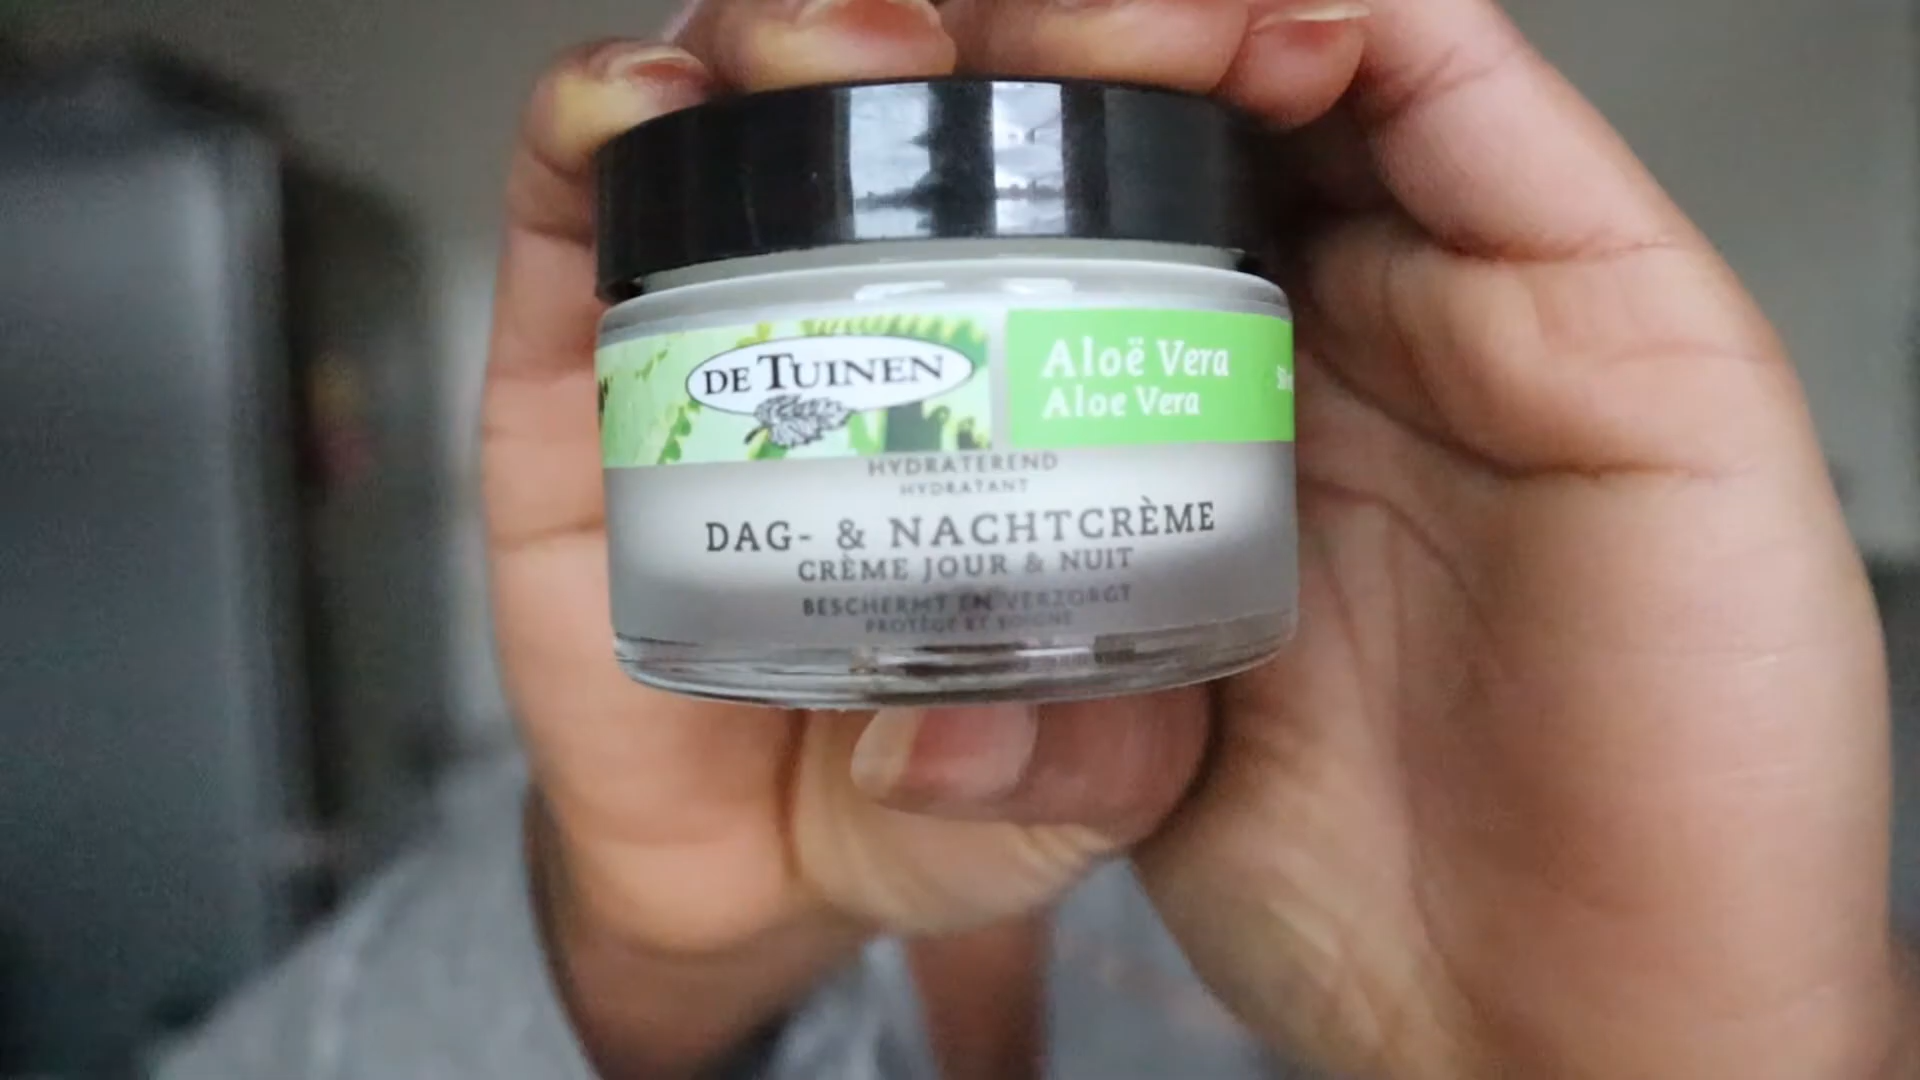 DE TUINEN
Aloë Vera
Aloe Vera
HYDRATEREND
HYDRATANT
DAG- & NACHTCRÈME
CRÈME JOUR & NUIT
BESCHERMT EN VERZORGT
PROTÈGE ET SOIGNE